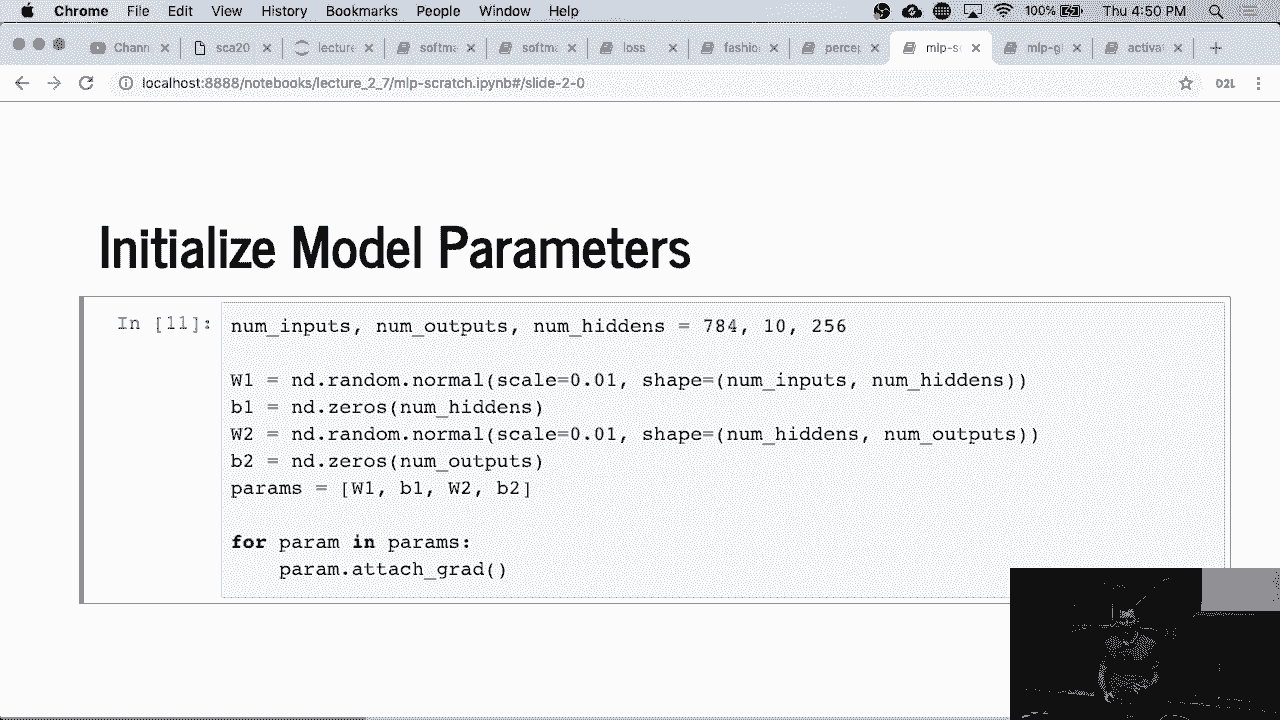 Chrome File Edit View History Bookmarks People Window Help 100% Thu 4:50 PM
Chann sca20 lecture softma softma loss fashio percep mlp-sc mlp-g activa
localhost:8888/notebooks/lecture_2_7/mlp-scratch.ipynb#/slide-2-0 D2L
Initialize Model Parameters
In [11]: num_inputs, num_outputs, num_hiddens = 784, 10, 256
W1 = nd.random.normal(scale=0.01, shape=(num_inputs, num_hiddens))
b1 = nd.zeros(num_hiddens)
W2 = nd.random.normal(scale=0.01, shape=(num_hiddens, num_outputs))
b2 = nd.zeros(num_outputs)
params = [W1, b1, W2, b2]
for param in params:
    param.attach_grad()